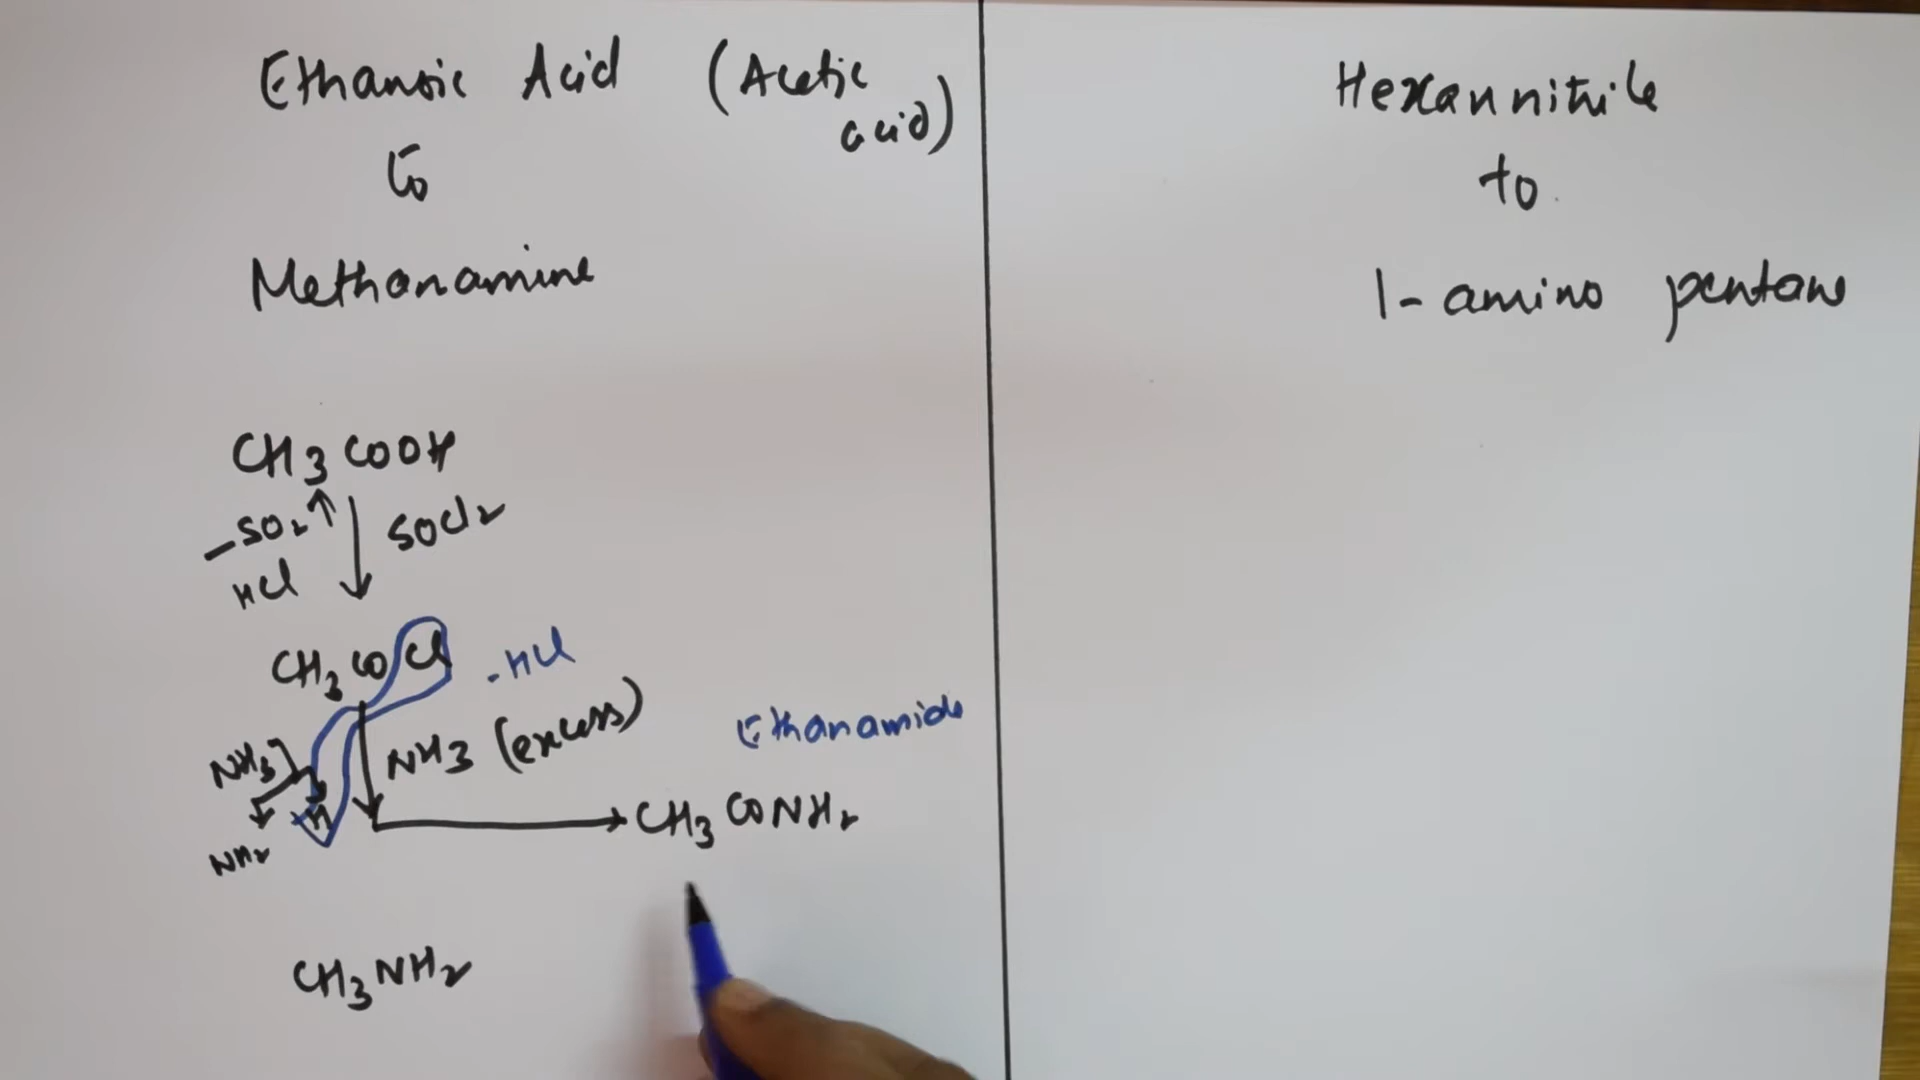 Ethanoic Acid (Acetic
acid)
to
Methanamine
CH3COOH
-SO2↑ SOCl2
HCl
CH3COCl -HCl
NH3 NH3 (excess) Ethanamide
H
NH2
CH3CONH2
CH3NH2
Hexannitrile
to
1-amino pentane